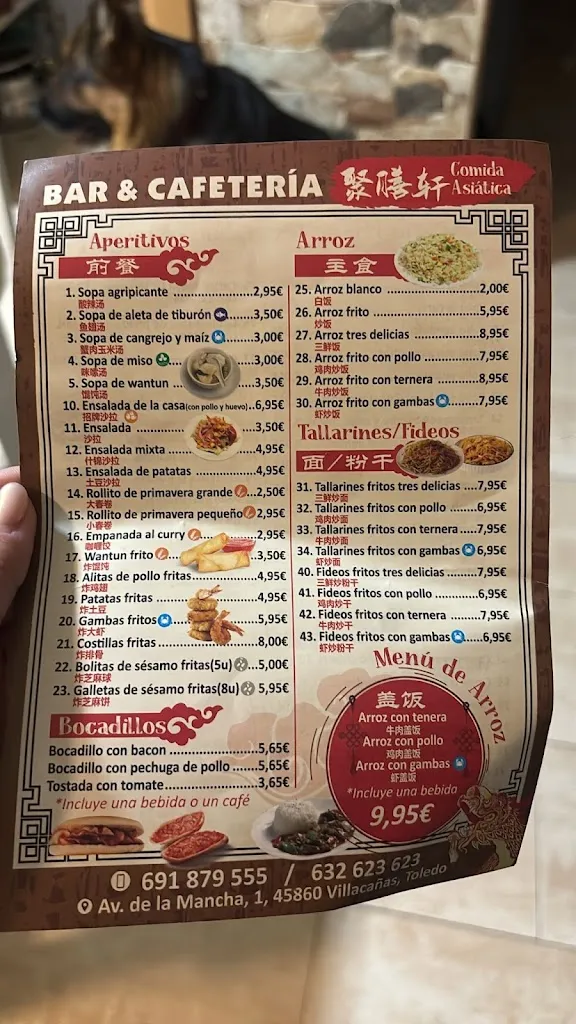 BAR & CAFETERÍA 聚膳轩 Comida Asiática
Aperitivos
前餐
1. Sopa agripicante ..................2,95€
酸辣汤
2. Sopa de aleta de tiburón ......3,50€
鱼翅汤
3. Sopa de cangrejo y maíz ......3,00€
蟹肉玉米汤
4. Sopa de miso ......3,00€
味噌汤
5. Sopa de wantun ......3,50€
馄饨汤
10. Ensalada de la casa(con pollo y huevo)..6,95€
招牌沙拉
11. Ensalada ......3,50€
沙拉
12. Ensalada mixta ......4,95€
什锦沙拉
13. Ensalada de patatas ......4,95€
土豆沙拉
14. Rollito de primavera grande ...2,50€
大春卷
15. Rollito de primavera pequeño 2,95€
小春卷
16. Empanada al curry ......2,95€
咖喱饺
17. Wantun frito ......3,50€
炸馄饨
18. Alitas de pollo fritas ......4,95€
炸鸡翅
19. Patatas fritas ......4,95€
炸土豆
20. Gambas fritos ......5,95€
炸大虾
21. Costillas fritas ......8,00€
炸排骨
22. Bolitas de sésamo fritas(5u) ...5,00€
炸芝麻球
23. Galletas de sésamo fritas(8u) 5,95€
炸芝麻饼
Bocadillos
Bocadillo con bacon ......5,65€
Bocadillo con pechuga de pollo ......5,65€
Tostada con tomate ......3,65€
*Incluye una bebida o un café
Arroz
主食
25. Arroz blanco ......2,00€
白饭
26. Arroz frito ......5,95€
炒饭
27. Arroz tres delicias ......8,95€
三鲜饭
28. Arroz frito con pollo ......7,95€
鸡肉炒饭
29. Arroz frito con ternera ......8,95€
牛肉炒饭
30. Arroz frito con gambas ......7,95€
虾炒饭
Tallarines/Fideos
面/粉干
31. Tallarines fritos tres delicias ....7,95€
三鲜炒面
32. Tallarines fritos con pollo ......6,95€
鸡肉炒面
33. Tallarines fritos con ternera ....7,95€
牛肉炒面
34. Tallarines fritos con gambas 6,95€
虾炒面
40. Fideos fritos tres delicias ......7,95€
三鲜炒粉干
41. Fideos fritos con pollo ......6,95€
鸡肉炒干
42. Fideos fritos con ternera ......7,95€
牛肉炒干
43. Fideos fritos con gambas ......6,95€
虾炒粉干
Menú de Arroz
盖饭
Arroz con tenera
牛肉盖饭
Arroz con pollo
鸡肉盖饭
Arroz con gambas
虾盖饭
*Incluye una bebida
9,95€
691 879 555 / 632 623 623
Av. de la Mancha, 1, 45860 Villacañas, Toledo